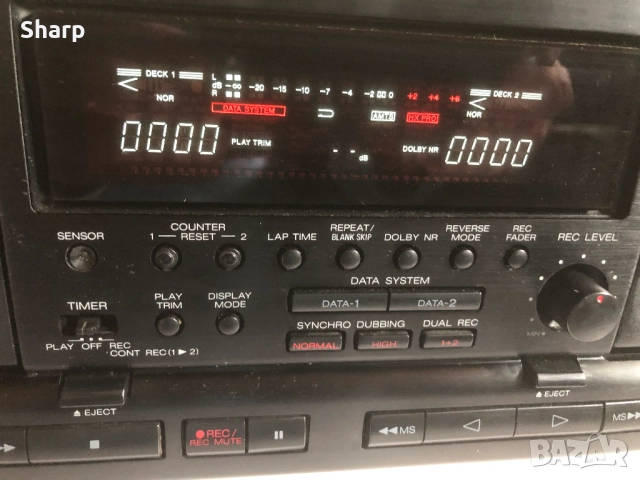 Sharp
DECK 1
L
dB -∞ -20 -15 -10 -7 -4 -2 0 +2 +4 +6
R
DECK 2
NOR
DATA SYSTEM
AMTS
HX PRO
NOR
0000
PLAY TRIM
-- dB
DOLBY NR
0000
SENSOR
COUNTER
1 — RESET — 2
LAP TIME
REPEAT/
BLANK SKIP
DOLBY NR
REVERSE
MODE
REC
FADER
REC LEVEL
DATA SYSTEM
DATA-1
DATA-2
MIN
TIMER
PLAY
TRIM
DISPLAY
MODE
SYNCHRO DUBBING
DUAL REC
NORMAL
HIGH
1+2
PLAY OFF REC
CONT REC (1▶2)
▲ EJECT
▲ EJECT
●REC/
REC MUTE
◀◀ MS
MS ▶▶
BAZAR